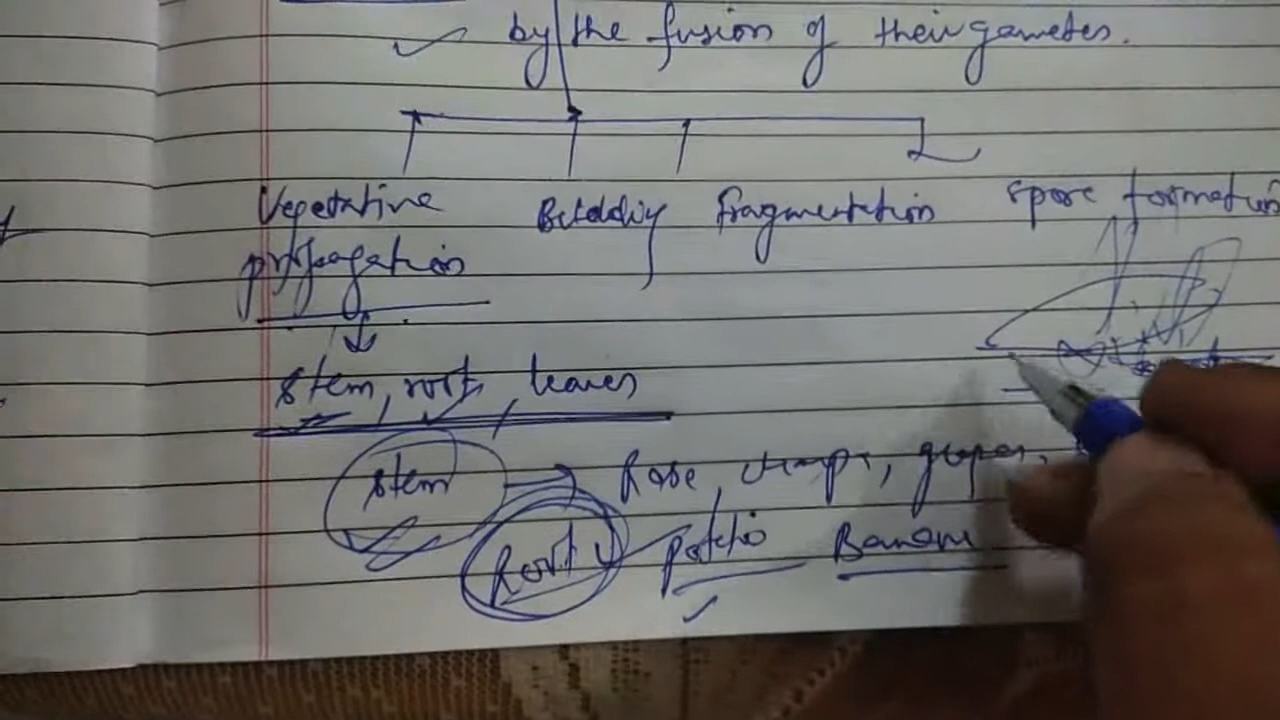 by the fusion of their gametes.
Vegetative Budding fragmentation spore formation
propagation
stem, root, leaves
stem → Rose, champa, grapes,
Root Potato Banana